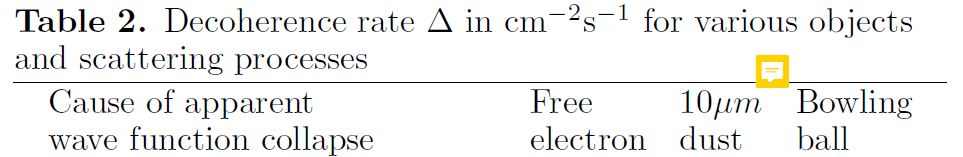 Table 2. Decoherence rate Δ in cm⁻²s⁻¹ for various objects
and scattering processes
Cause of apparent Free 10μm Bowling
wave function collapse electron dust ball